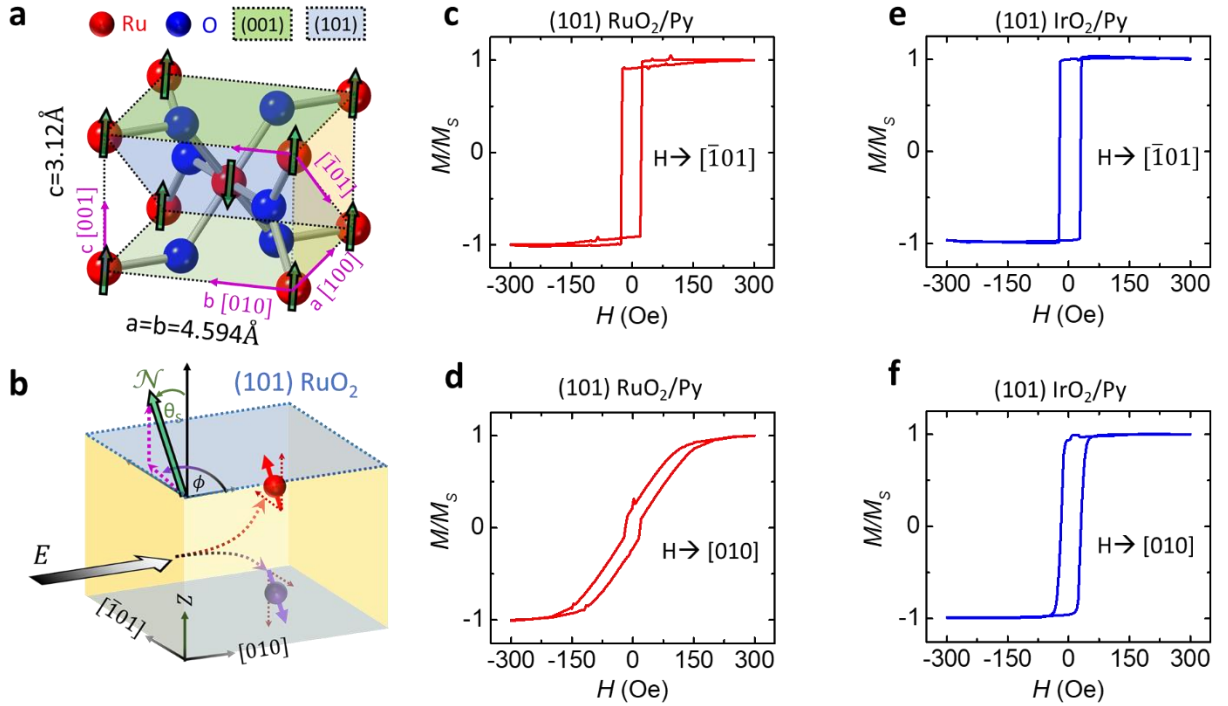 a
Ru O (001) (101)
c=3.12Å
[1̄01]
c [001]
b [010]
a [100]
a=b=4.594Å
b
(101) RuO₂
𝒩
θₛ
ϕ
E
z
[1̄01]
[010]
c
(101) RuO₂/Py
M/Mₛ
1
0
-1
H→ [1̄01]
-300 -150 0 150 300
H (Oe)
d
(101) RuO₂/Py
M/Mₛ
1
0
-1
H→ [010]
-300 -150 0 150 300
H (Oe)
e
(101) IrO₂/Py
M/Mₛ
1
0
-1
H→ [1̄01]
-300 -150 0 150 300
H (Oe)
f
(101) IrO₂/Py
M/Mₛ
1
0
-1
H→ [010]
-300 -150 0 150 300
H (Oe)